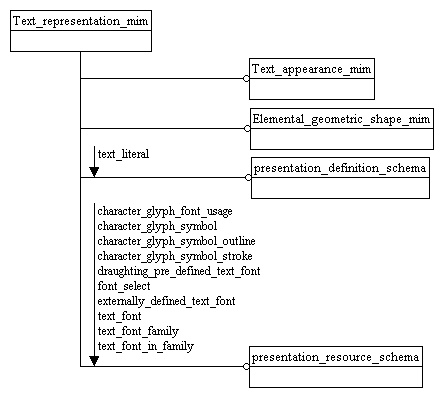 Text_representation_mim
Text_appearance_mim
Elemental_geometric_shape_mim
text_literal
presentation_definition_schema
character_glyph_font_usage
character_glyph_symbol
character_glyph_symbol_outline
character_glyph_symbol_stroke
draughting_pre_defined_text_font
font_select
externally_defined_text_font
text_font
text_font_family
text_font_in_family
presentation_resource_schema